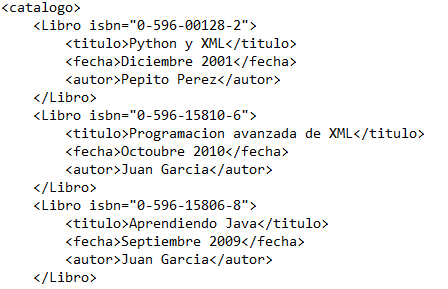 <catalogo>
    <Libro isbn="0-596-00128-2">
        <titulo>Python y XML</titulo>
        <fecha>Diciembre 2001</fecha>
        <autor>Pepito Perez</autor>
    </Libro>
    <Libro isbn="0-596-15810-6">
        <titulo>Programacion avanzada de XML</titulo>
        <fecha>Octoubre 2010</fecha>
        <autor>Juan Garcia</autor>
    </Libro>
    <Libro isbn="0-596-15806-8">
        <titulo>Aprendiendo Java</titulo>
        <fecha>Septiembre 2009</fecha>
        <autor>Juan Garcia</autor>
    </Libro>